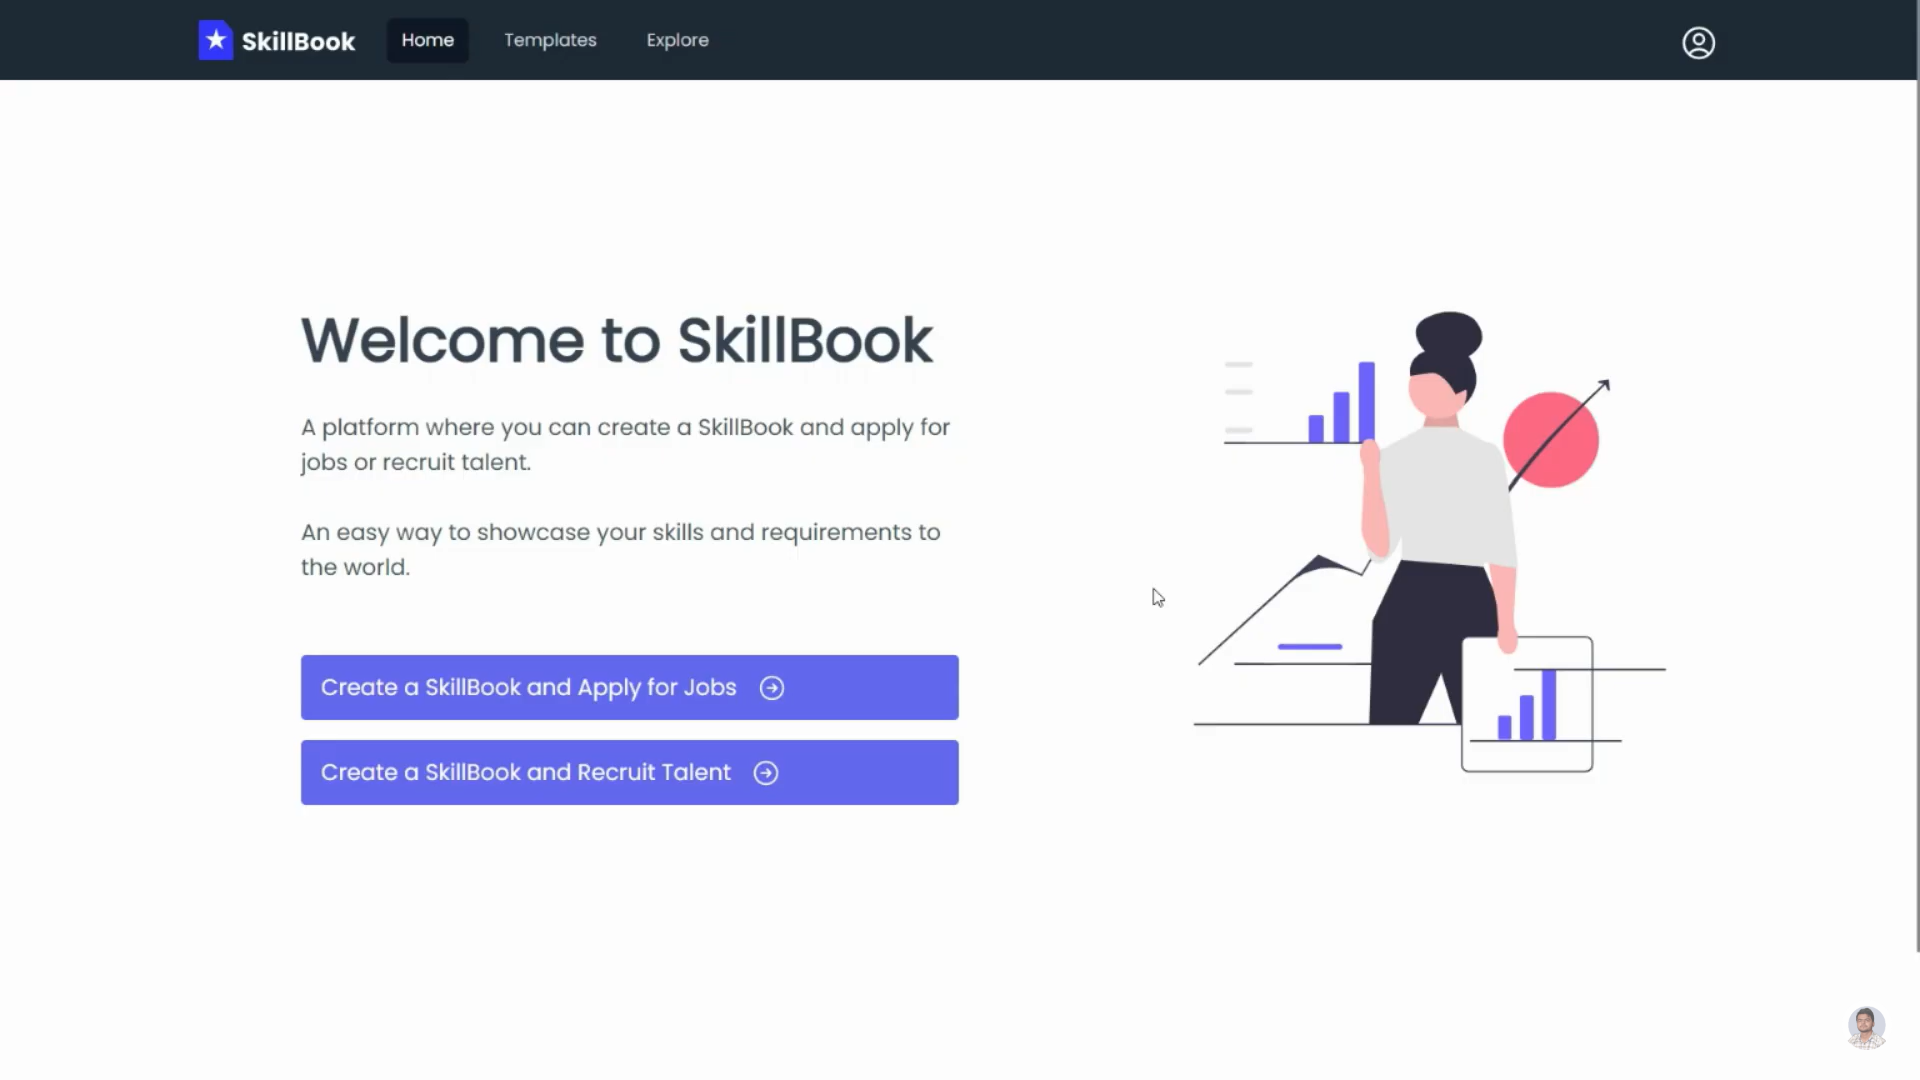 SkillBook
Home
Templates
Explore
Welcome to SkillBook
A platform where you can create a SkillBook and apply for
jobs or recruit talent.
An easy way to showcase your skills and requirements to
the world.
Create a SkillBook and Apply for Jobs
Create a SkillBook and Recruit Talent